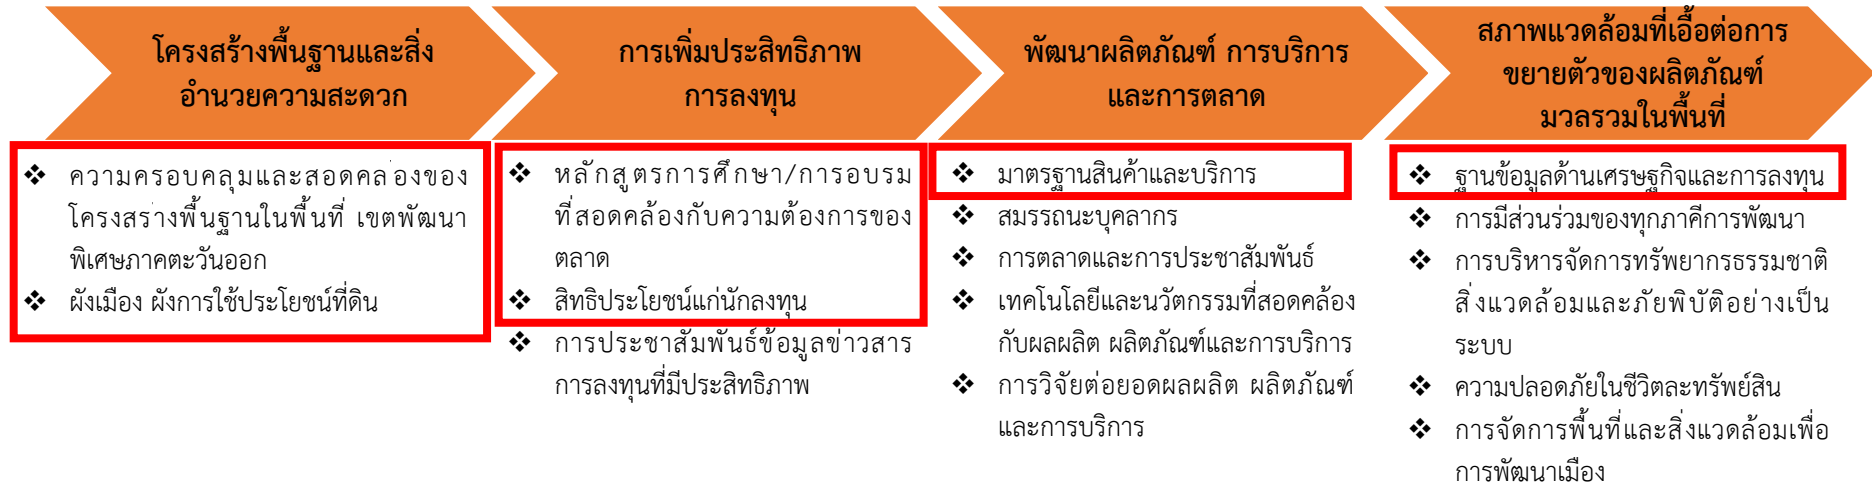 โครงสร้างพื้นฐานและสิ่ง
อำนวยความสะดวก
❖ ความครอบคลุมและสอดคล่องของ
โครงสร่างพื้นฐานในพื้นที่ เขตพัฒนา
พิเศษภาคตะวันออก
❖ ผังเมือง ผังการใช้ประโยชน์ที่ดิน
การเพิ่มประสิทธิภาพ
การลงทุน
❖ หลักสูตรการศึกษา/การอบรม
ที่สอดคล้องกับความต้องการของ
ตลาด
❖ สิทธิประโยชน์แก่นักลงทุน
❖ การประชาสัมพันธ์ข้อมูลข่าวสาร
การลงทุนที่มีประสิทธิภาพ
พัฒนาผลิตภัณฑ์ การบริการ
และการตลาด
❖ มาตรฐานสินค้าและบริการ
❖ สมรรถนะบุคลากร
❖ การตลาดและการประชาสัมพันธ์
❖ เทคโนโลยีและนวัตกรรมที่สอดคล้อง
กับผลผลิต ผลิตภัณฑ์และการบริการ
❖ การวิจัยต่อยอดผลผลิต ผลิตภัณฑ์
และการบริการ
สภาพแวดล้อมที่เอื้อต่อการ
ขยายตัวของผลิตภัณฑ์
มวลรวมในพื้นที่
❖ ฐานข้อมูลด้านเศรษฐกิจและการลงทุน
❖ การมีส่วนร่วมของทุกภาคีการพัฒนา
❖ การบริหารจัดการทรัพยากรธรรมชาติ
สิ่งแวดล้อมและภัยพิบัติอย่างเป็น
ระบบ
❖ ความปลอดภัยในชีวิตละทรัพย์สิน
❖ การจัดการพื้นที่และสิ่งแวดล้อมเพื่อ
การพัฒนาเมือง